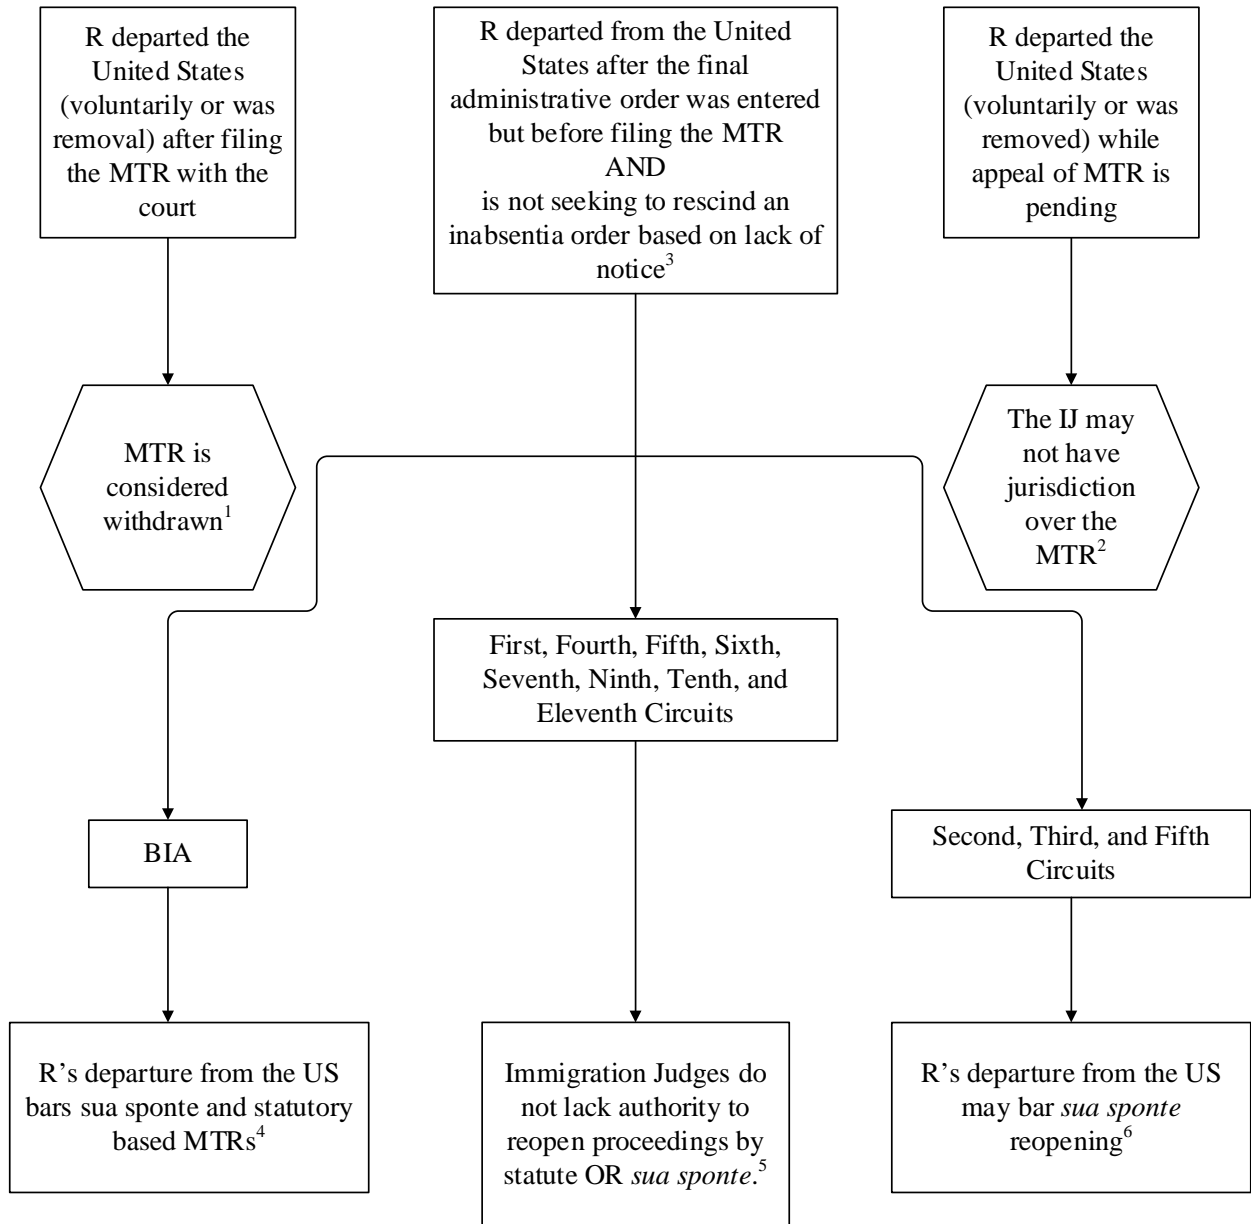 R departed the
United States
(voluntarily or was
removal) after filing
the MTR with the
court
R departed from the United
States after the final
administrative order was entered
but before filing the MTR
AND
is not seeking to rescind an
inabsentia order based on lack of
notice3
R departed the
United States
(voluntarily or was
removed) while
appeal of MTR is
pending
MTR is
considered
withdrawn1
The IJ may
not have
jurisdiction
over the
MTR2
First, Fourth, Fifth, Sixth,
Seventh, Ninth, Tenth, and
Eleventh Circuits
BIA
Second, Third, and Fifth
Circuits
R’s departure from the US
bars sua sponte and statutory
based MTRs4
Immigration Judges do
not lack authority to
reopen proceedings by
statute OR sua sponte.5
R’s departure from the US
may bar sua sponte
reopening6